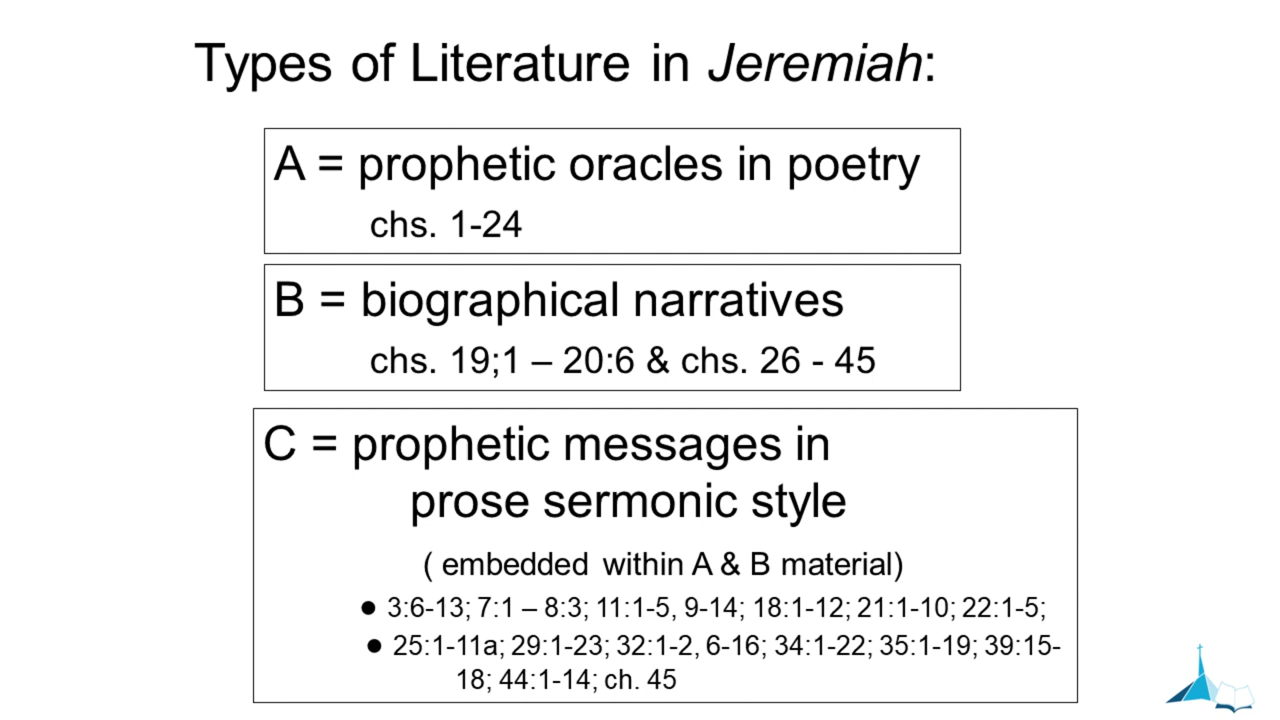 Types of Literature in Jeremiah:
A = prophetic oracles in poetry
chs. 1-24
B = biographical narratives
chs. 19;1 – 20:6 & chs. 26 - 45
C = prophetic messages in
prose sermonic style
( embedded within A & B material)
● 3:6-13; 7:1 – 8:3; 11:1-5, 9-14; 18:1-12; 21:1-10; 22:1-5;
● 25:1-11a; 29:1-23; 32:1-2, 6-16; 34:1-22; 35:1-19; 39:15-
18; 44:1-14; ch. 45